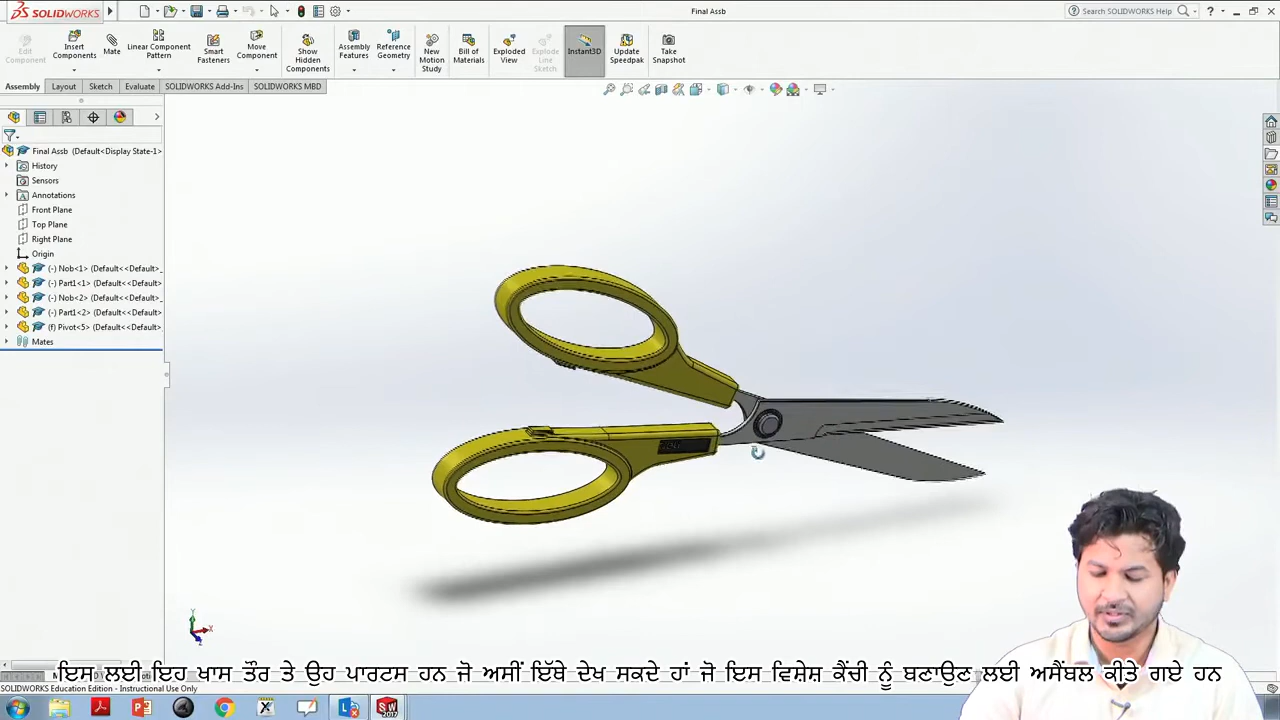 SOLIDWORKS
Final Assb
Search SOLIDWORKS Help
Edit Component
Insert Components
Mate
Linear Component Pattern
Smart Fasteners
Move Component
Show Hidden Components
Assembly Features
Reference Geometry
New Motion Study
Bill of Materials
Exploded View
Explode Line Sketch
Instant3D
Update Speedpak
Take Snapshot
Assembly
Layout
Sketch
Evaluate
SOLIDWORKS Add-Ins
SOLIDWORKS MBD
Final Assb (Default<Display State-1>
History
Sensors
Annotations
Front Plane
Top Plane
Right Plane
Origin
(-) Nob<1> (Default<<Default>_
(-) Part1<1> (Default<<Default>_
(-) Nob<2> (Default<<Default>_
(-) Part1<2> (Default<<Default>_
(f) Pivot<5> (Default<<Default>_
Mates
Y
X
Z
ਇਸ ਲਈ ਇਹ ਖਾਸ ਤੌਰ ਤੇ ਉਹ ਪਾਰਟਸ ਹਨ ਜੋ ਅਸੀਂ ਇੱਥੇ ਦੇਖ ਸਕਦੇ ਹਾਂ ਜੋ ਇਸ ਵਿਸ਼ੇਸ਼ ਕੈਂਚੀ ਨੂੰ ਬਣਾਉਣ ਲਈ ਅਸੈਂਬਲ ਕੀਤੇ ਗਏ ਹਨ
SOLIDWORKS Education Edition - Instructional Use Only
SW
2017